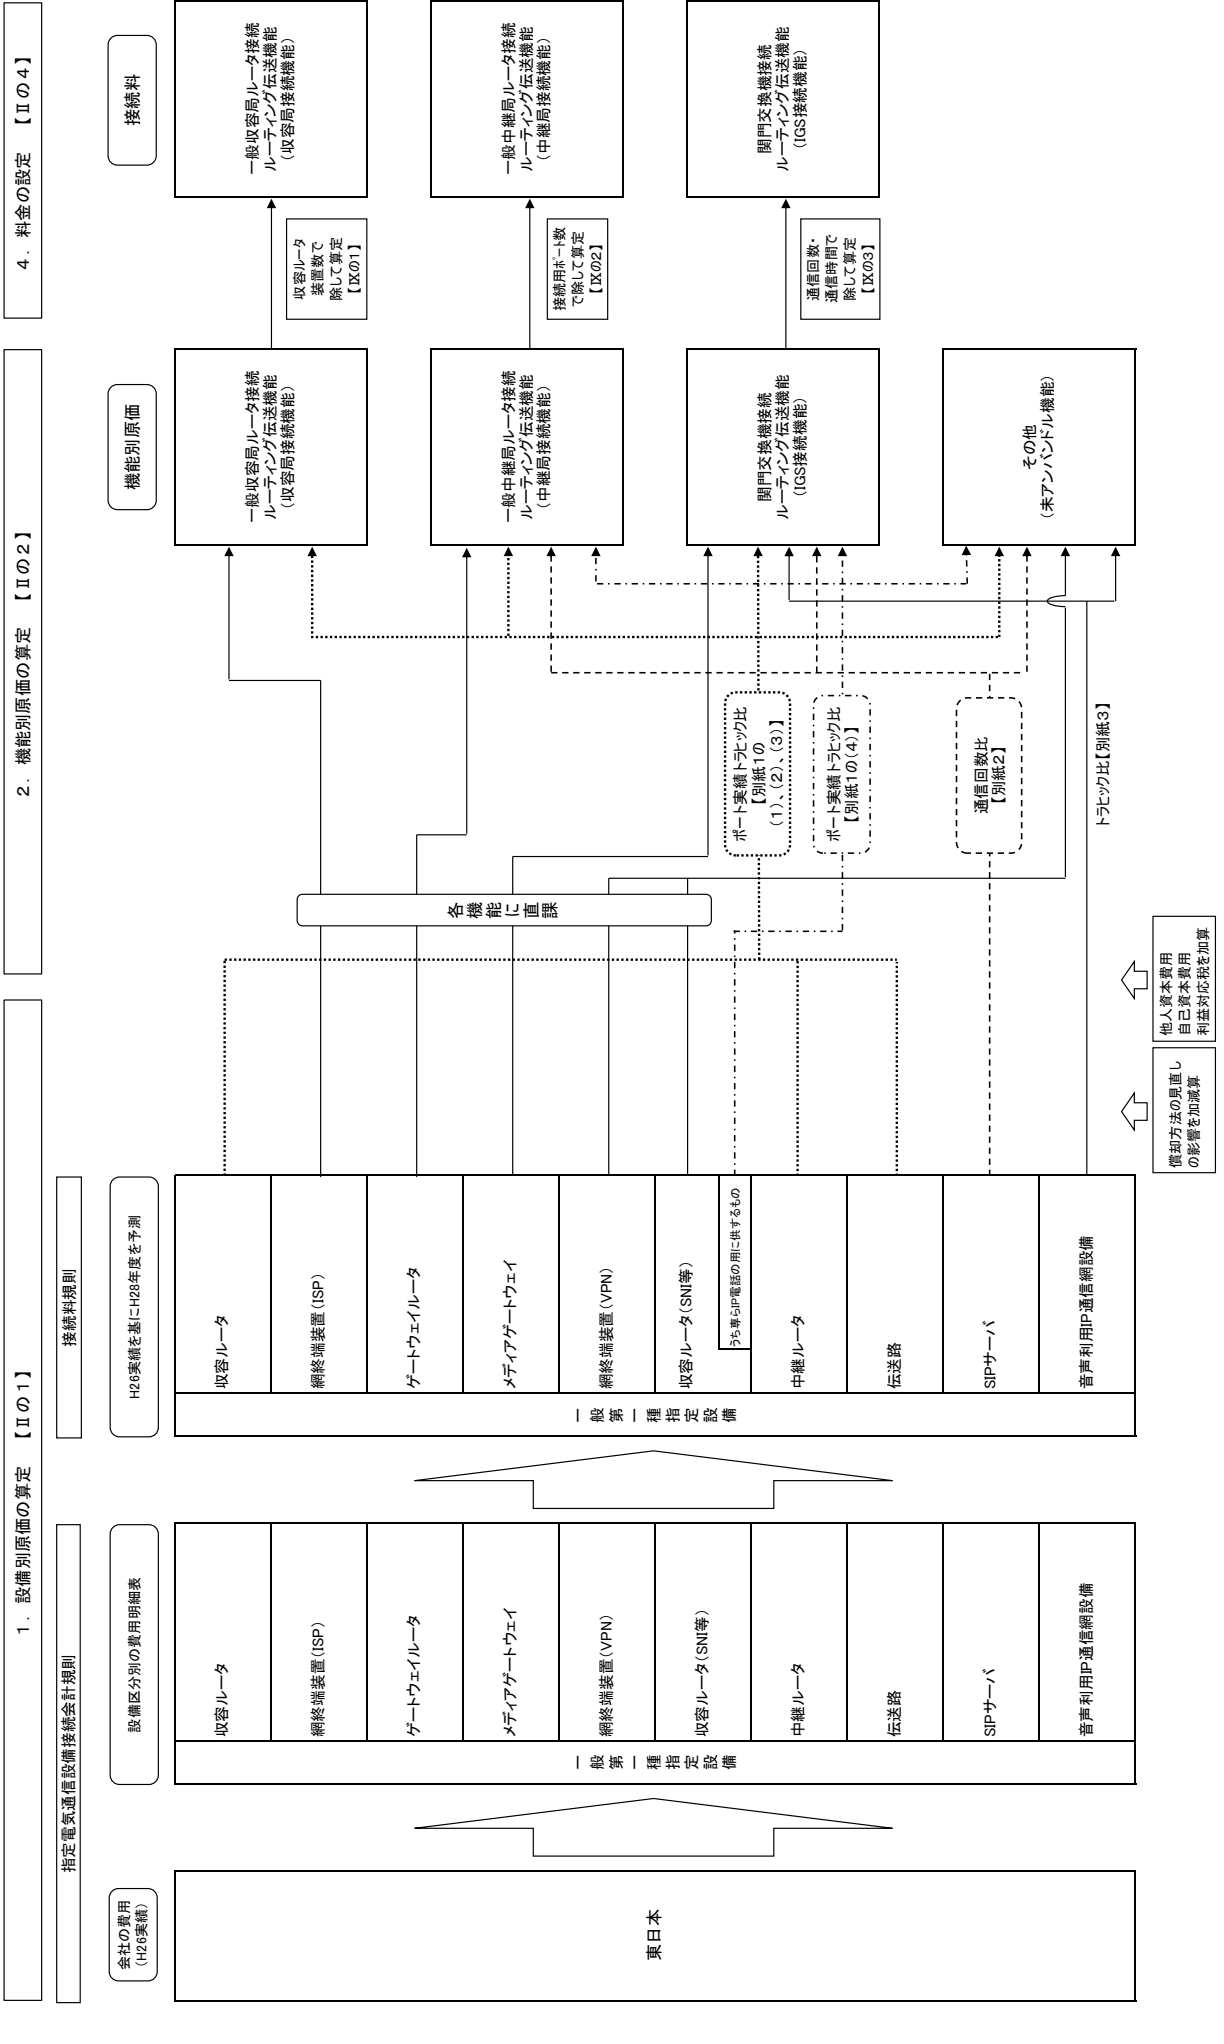 1. 設備別原価の算定 【Ⅱの1】
2. 機能別原価の算定 【Ⅱの2】
4. 料金の設定 【Ⅱの4】
指定電気通信設備接続会計規則
接続料規則
会社の費用
(H26実績)
設備区分別の費用明細表
H26実績を基にH28年度を予測
機能別原価
接続料
東日本
一般第一種指定設備
収容ルータ
網終端装置(ISP)
ゲートウェイルータ
メディアゲートウェイ
網終端装置(VPN)
収容ルータ(SNI等)
中継ルータ
伝送路
SIPサーバ
音声利用IP通信網設備
一般第一種指定設備
収容ルータ
網終端装置(ISP)
ゲートウェイルータ
メディアゲートウェイ
網終端装置(VPN)
収容ルータ(SNI等)
うち専らIP電話の用に供するもの
中継ルータ
伝送路
SIPサーバ
音声利用IP通信網設備
償却方法の見直し
の影響を加減算
他人資本費用
自己資本費用
利益対応税を加算
各機能に直課
ポート実績トラヒック比
【別紙1の
(1)、(2)、(3)】
ポート実績トラヒック比
【別紙1の(4)】
通信回数比
【別紙2】
トラヒック比【別紙3】
一般収容局ルータ接続
ルーティング伝送機能
(収容局接続機能)
一般中継局ルータ接続
ルーティング伝送機能
(中継局接続機能)
関門交換機接続
ルーティング伝送機能
(IGS接続機能)
その他
(未アンバンドル機能)
収容ルータ
装置数で
除して算定
【Ⅸの1】
接続用ポート数
で除して算定
【Ⅸの2】
通信回数・
通信時間で
除して算定
【Ⅸの3】
一般収容局ルータ接続
ルーティング伝送機能
(収容局接続機能)
一般中継局ルータ接続
ルーティング伝送機能
(中継局接続機能)
関門交換機接続
ルーティング伝送機能
(IGS接続機能)